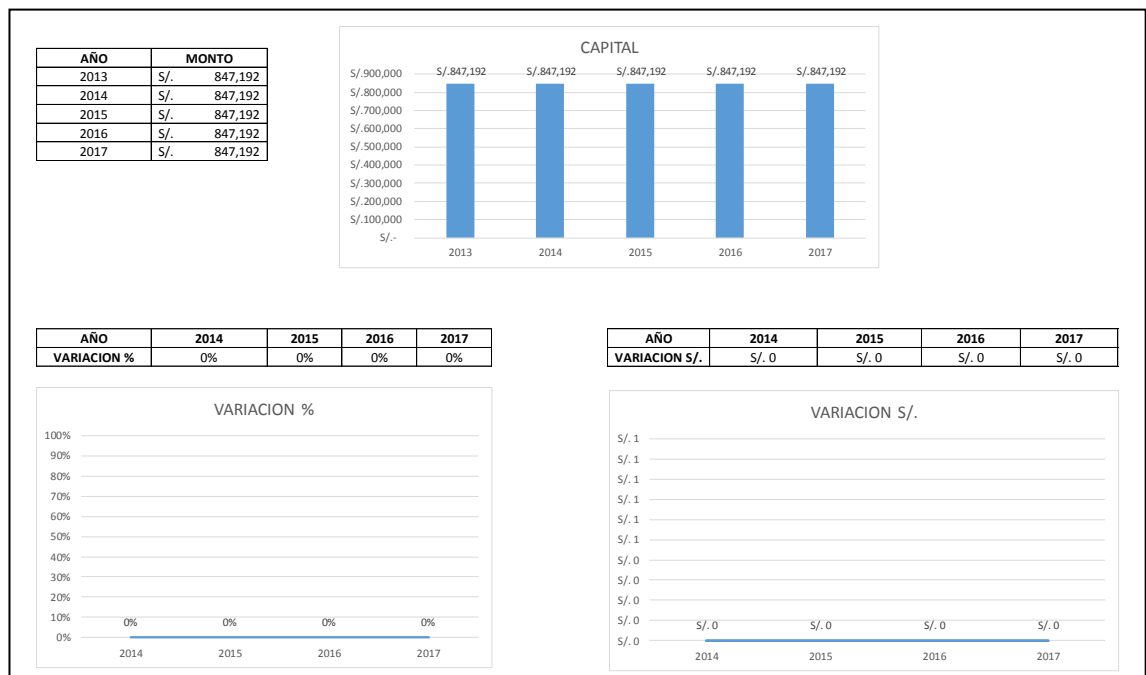 AÑO MONTO
2013 S/. 847,192
2014 S/. 847,192
2015 S/. 847,192
2016 S/. 847,192
2017 S/. 847,192
CAPITAL
S/.847,192 S/.847,192 S/.847,192 S/.847,192 S/.847,192
S/.900,000
S/.800,000
S/.700,000
S/.600,000
S/.500,000
S/.400,000
S/.300,000
S/.200,000
S/.100,000
S/.-
2013 2014 2015 2016 2017
AÑO 2014 2015 2016 2017
VARIACION % 0% 0% 0% 0%
VARIACION %
100%
90%
80%
70%
60%
50%
40%
30%
20%
10%
0%
0% 0% 0% 0%
2014 2015 2016 2017
AÑO 2014 2015 2016 2017
VARIACION S/. S/. 0 S/. 0 S/. 0 S/. 0
VARIACION S/.
S/. 1
S/. 1
S/. 1
S/. 1
S/. 1
S/. 1
S/. 0
S/. 0
S/. 0
S/. 0
S/. 0
S/. 0 S/. 0 S/. 0 S/. 0
2014 2015 2016 2017